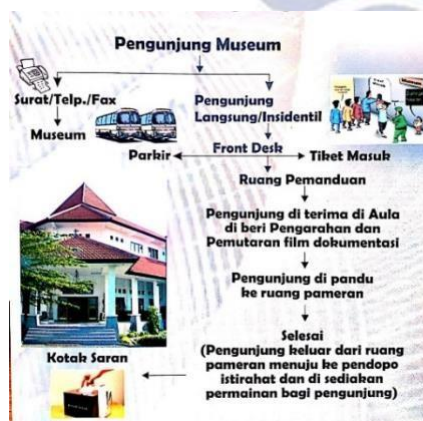 Pengunjung Museum
Surat/Telp./Fax
Museum
Pengunjung
Langsung/Insidentil
Parkir
Front Desk
Tiket Masuk
Ruang Pemanduan
Pengunjung di terima di Aula
di beri Pengarahan dan
Pemutaran film dokumentasi
Pengunjung di pandu
ke ruang pameran
Selesai
(Pengunjung keluar dari ruang
pameran menuju ke pendopo
istirahat dan di sediakan
permainan bagi pengunjung)
Kotak Saran